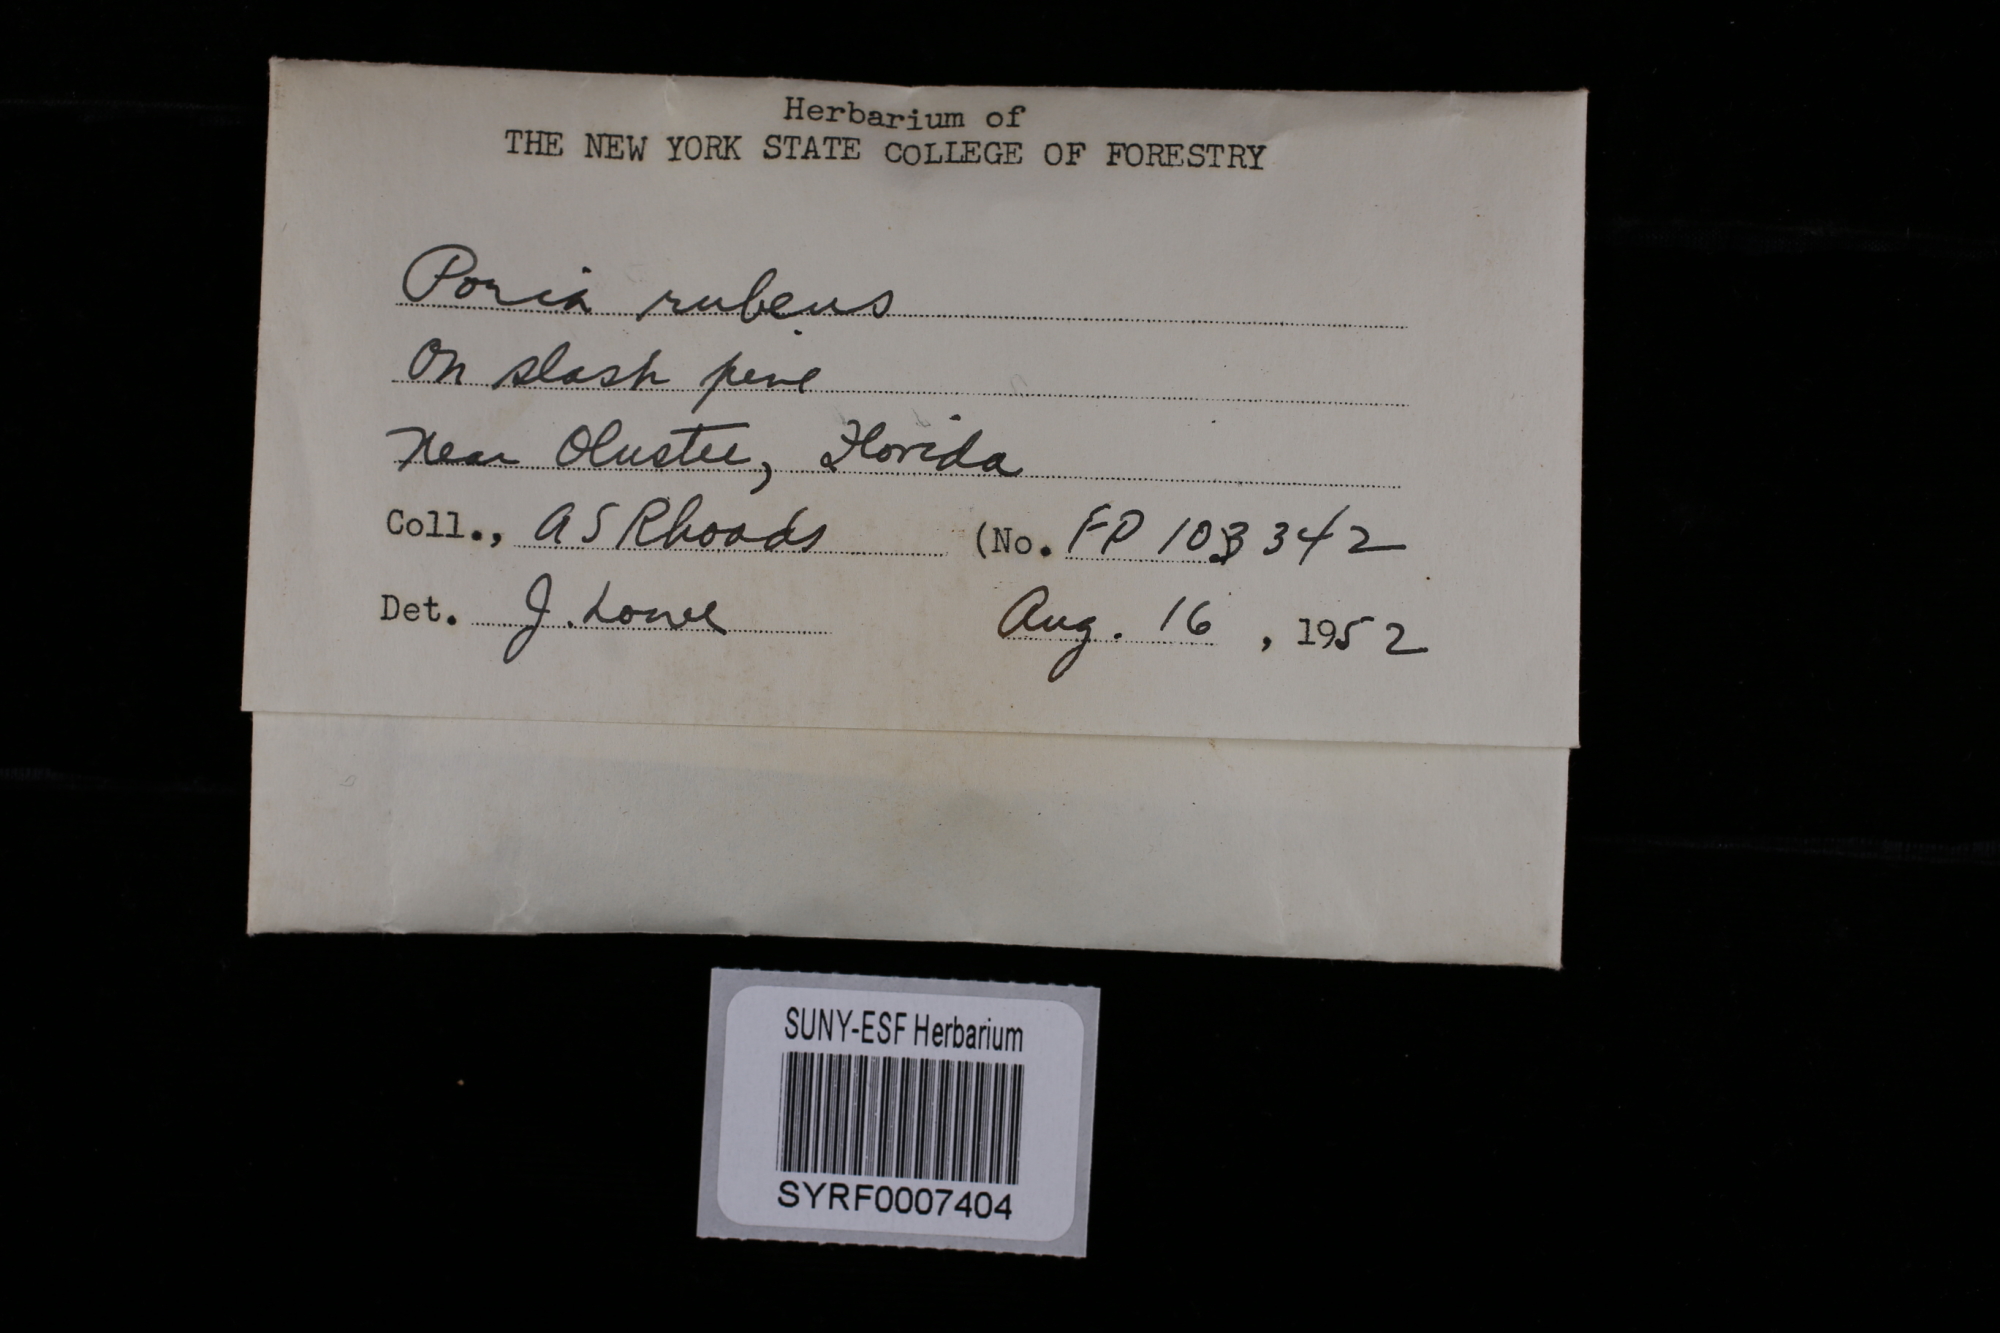 Herbarium of
THE NEW YORK STATE COLLEGE OF FORESTRY
Poria rubens
On slash pine
Near Olustee, Florida
Coll., A S Rhoads (No. FP 103342
Det. J. Lowe Aug. 16, 1952
SUNY-ESF Herbarium
SYRF0007404